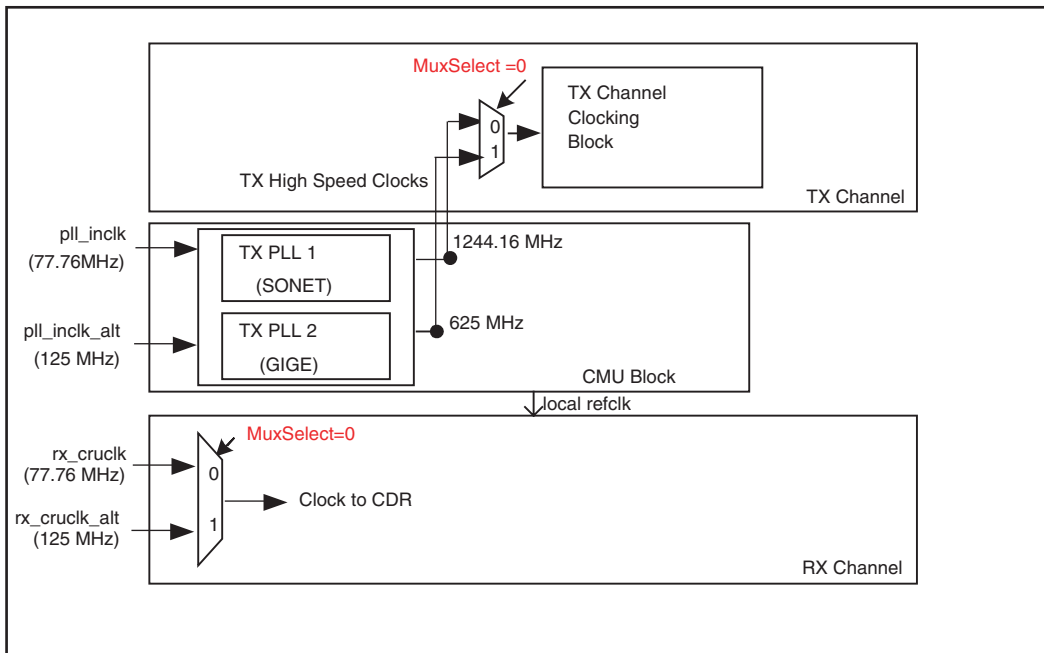 MuxSelect =0
TX Channel
Clocking
Block
0
1
TX High Speed Clocks
TX Channel
pll_inclk
(77.76MHz)
TX PLL 1
(SONET)
1244.16 MHz
pll_inclk_alt
(125 MHz)
TX PLL 2
(GIGE)
625 MHz
CMU Block
local refclk
MuxSelect=0
rx_cruclk
(77.76 MHz)
0
Clock to CDR
rx_cruclk_alt
(125 MHz)
1
RX Channel